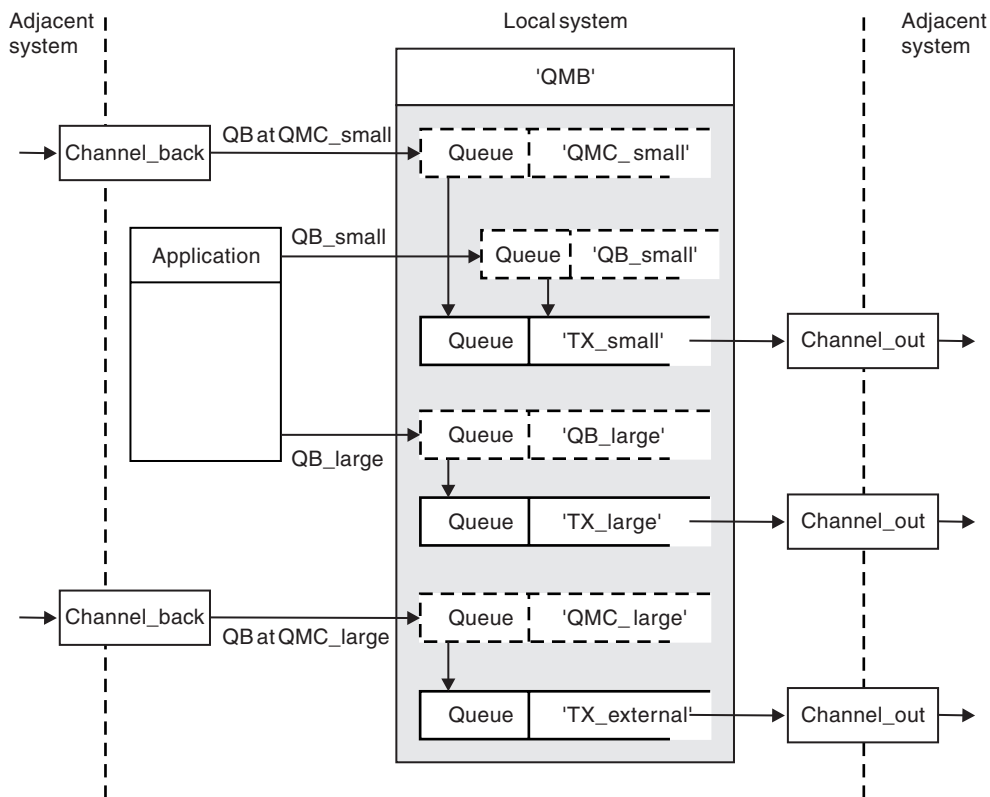 Adjacent
system
Local system
Adjacent
system
'QMB'
Channel_back
QB at QMC_small
Queue
'QMC_small'
Application
QB_small
Queue
'QB_small'
Queue
'TX_small'
Channel_out
QB_large
Queue
'QB_large'
Queue
'TX_large'
Channel_out
Channel_back
QB at QMC_large
Queue
'QMC_large'
Queue
'TX_external'
Channel_out